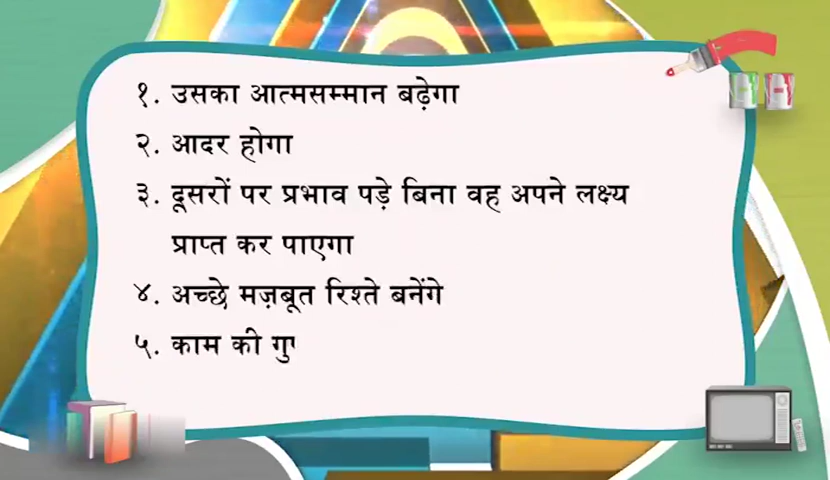 १. उसका आत्मसम्मान बढ़ेगा
२. आदर होगा
३. दूसरों पर प्रभाव पड़े बिना वह अपने लक्ष्य
प्राप्त कर पाएगा
४. अच्छे मज़बूत रिश्ते बनेंगे
५. काम की